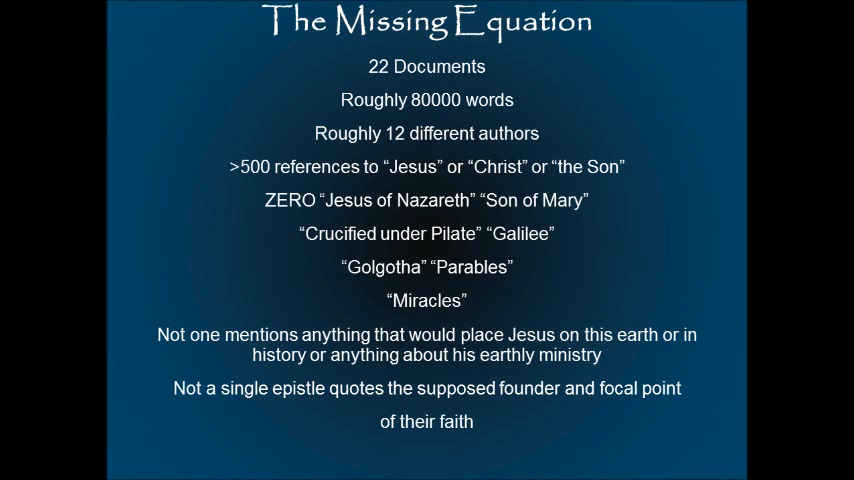 The Missing Equation
22 Documents
Roughly 80000 words
Roughly 12 different authors
>500 references to “Jesus” or “Christ” or “the Son”
ZERO “Jesus of Nazareth” “Son of Mary”
“Crucified under Pilate” “Galilee”
“Golgotha” “Parables”
“Miracles”
Not one mentions anything that would place Jesus on this earth or in
history or anything about his earthly ministry
Not a single epistle quotes the supposed founder and focal point
of their faith